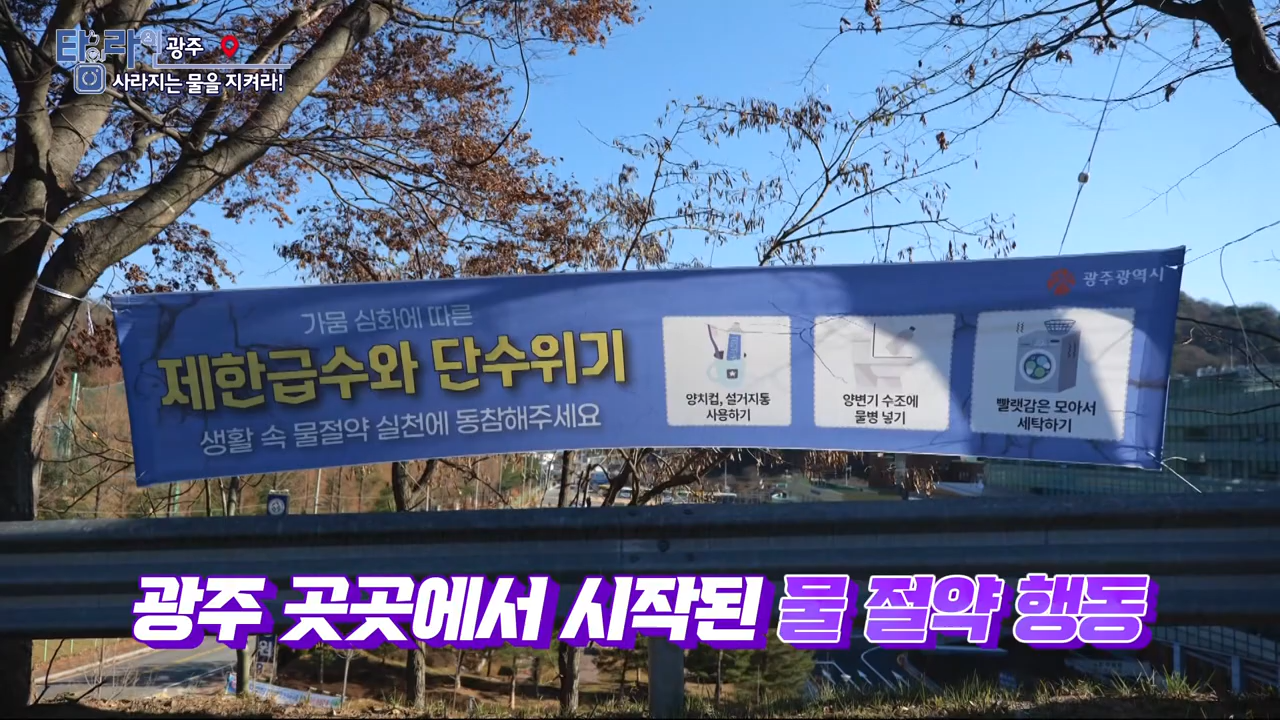 탐라의 광주
사라지는 물을 지켜라!
광주광역시
가뭄 심화에 따른
제한급수와 단수위기
생활 속 물절약 실천에 동참해주세요
양치컵, 설거지통
사용하기
양변기 수조에
물병 넣기
빨랫감은 모아서
세탁하기
광주 곳곳에서 시작된 물 절약 행동